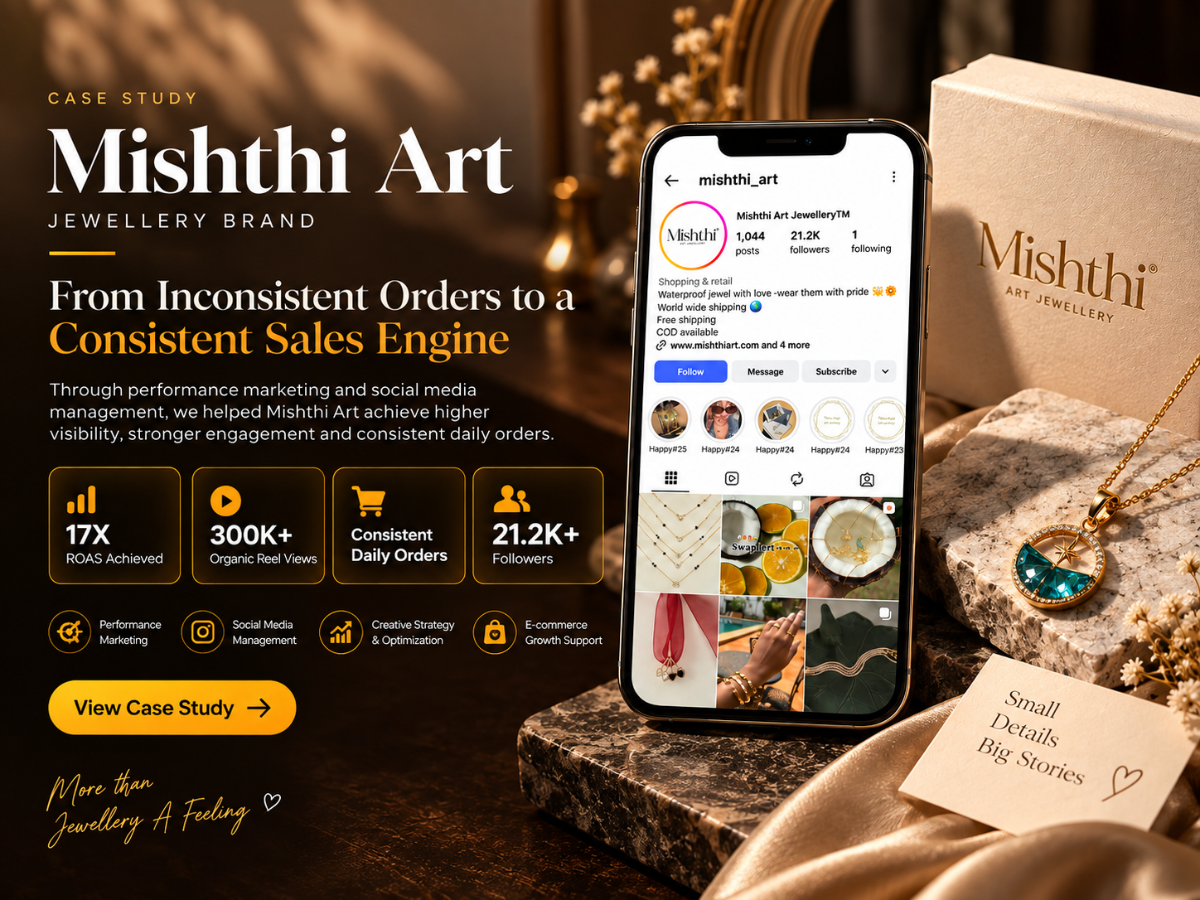 CASE STUDY
Mishthi Art
JEWELLERY BRAND
From Inconsistent Orders to a
Consistent Sales Engine
Through performance marketing and social media
management, we helped Mishthi Art achieve higher
visibility, stronger engagement and consistent daily orders.
17X
ROAS Achieved
300K+
Organic Reel Views
Consistent
Daily Orders
21.2K+
Followers
Performance
Marketing
Social Media
Management
Creative Strategy
& Optimization
E-commerce
Growth Support
View Case Study →
More than
Jewellery A Feeling
mishthi_art
Mishthi
ART JEWELLERY
Mishthi Art Jewellery™
1,044
posts
21.2K
followers
1
following
Shopping & retail
Waterproof jewel with love -wear them with pride
World wide shipping
Free shipping
COD available
www.mishthiart.com and 4 more
Follow
Message
Subscribe
Happy#25
Happy#24
Happy#24
Happy#24
Happy#23
Mishthi®
ART JEWELLERY
Small
Details
Big Stories